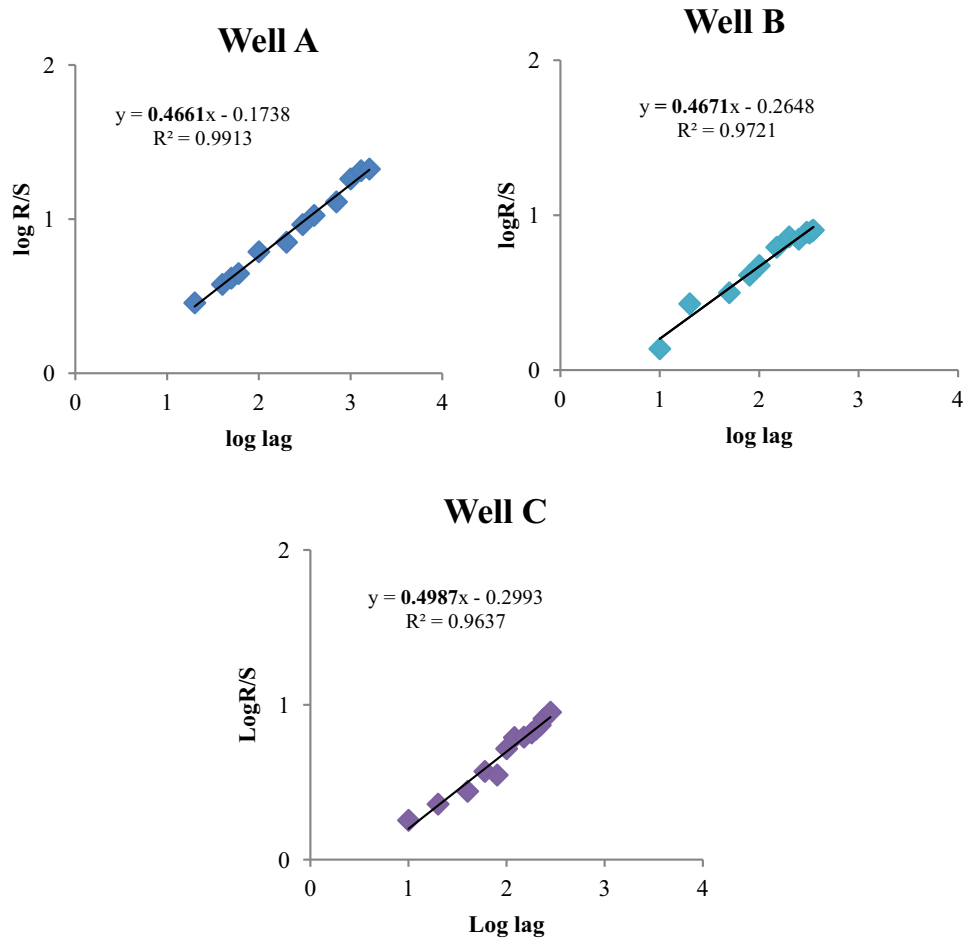 Well A
y = 0.4661x - 0.1738
R² = 0.9913
2
1
0
log R/S
0 1 2 3 4
log lag
Well B
y = 0.4671x - 0.2648
R² = 0.9721
2
1
0
logR/S
0 1 2 3 4
log lag
Well C
y = 0.4987x - 0.2993
R² = 0.9637
2
1
0
LogR/S
0 1 2 3 4
Log lag